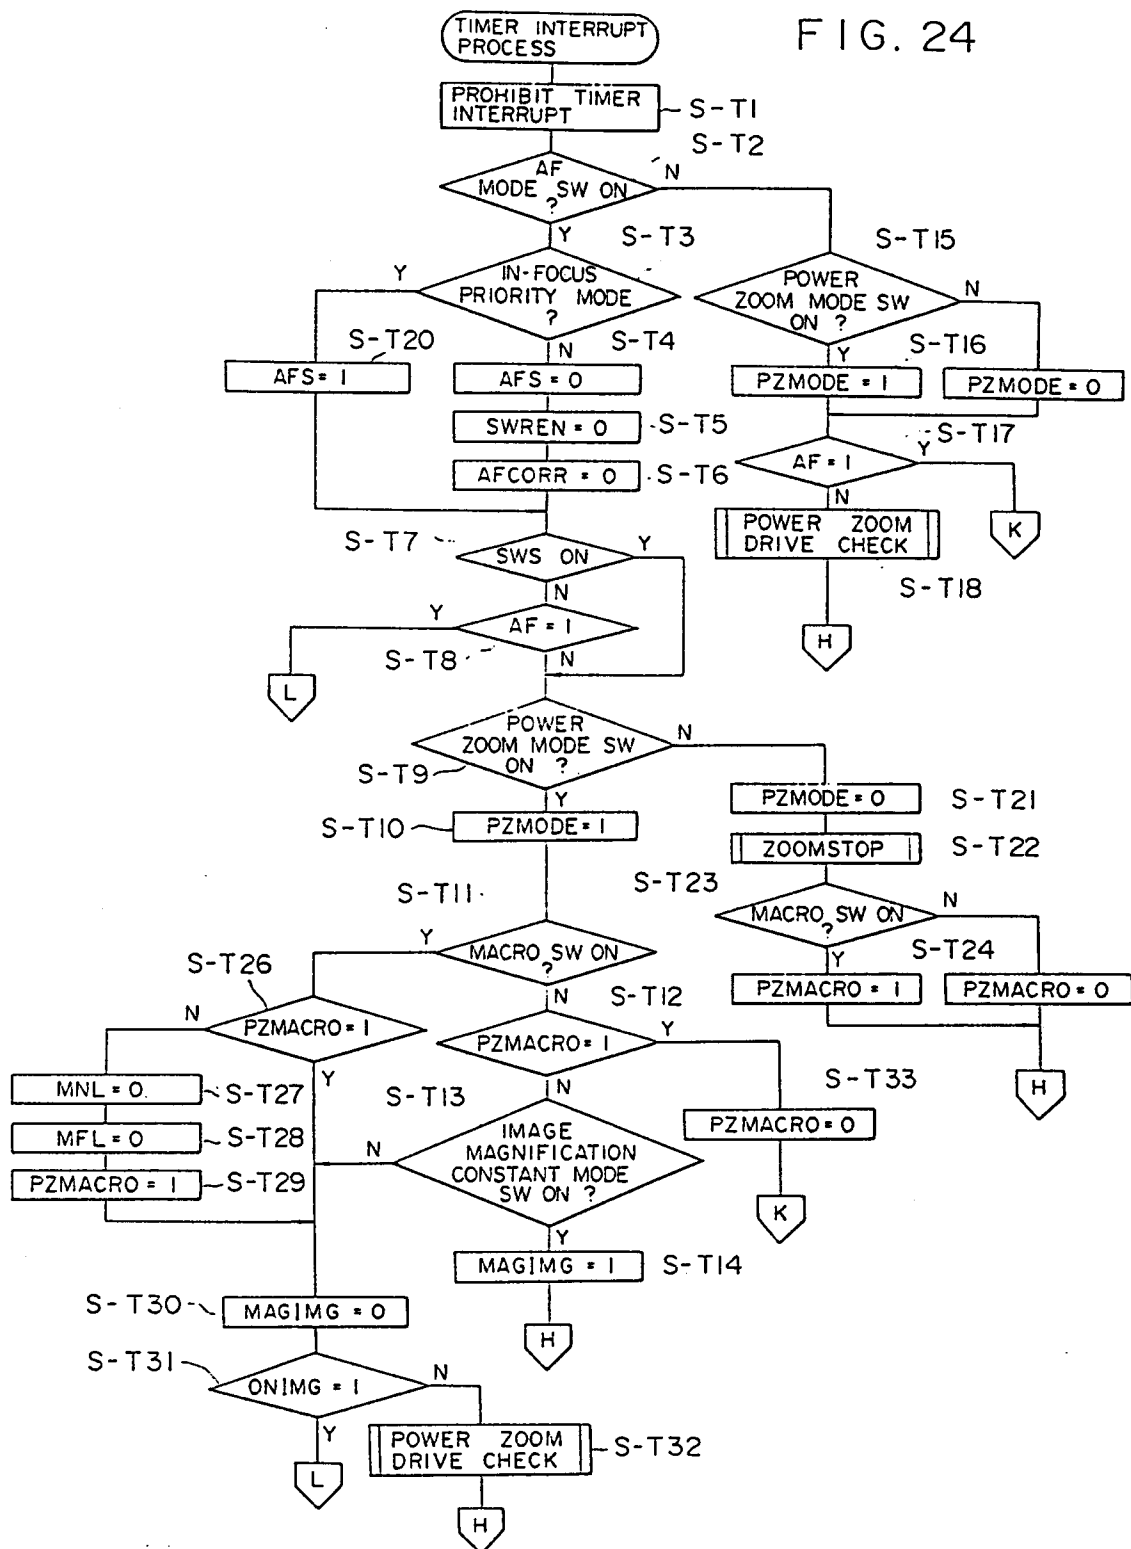 FIG. 24
TIMER INTERRUPT
PROCESS
PROHIBIT TIMER
INTERRUPT
S-T1
S-T2
AF
MODE SW ON
?
N
Y
S-T3
S-T15
Y
IN-FOCUS
PRIORITY MODE
?
POWER
ZOOM MODE SW
ON ?
N
S-T20
S-T4
N
Y
S-T16
AFS = 1
AFS = 0
PZMODE = 1
PZMODE = 0
SWREN = 0
S-T5
S-T17
AFCORR = 0
S-T6
AF = 1
Y
N
S-T7
SWS ON
Y
N
POWER ZOOM
DRIVE CHECK
K
S-T18
Y
AF = 1
S-T8
N
H
L
POWER
ZOOM MODE SW
ON ?
N
S-T9
Y
S-T10
PZMODE = 1
PZMODE = 0
S-T21
ZOOMSTOP
S-T22
S-T11
S-T23
MACRO SW ON
?
N
Y
S-T24
Y
MACRO SW ON
?
N
S-T12
PZMACRO = 1
PZMACRO = 0
S-T26
N
PZMACRO = 1
Y
PZMACRO = 1
Y
N
H
MNL = 0.
S-T27
S-T13
S-T33
MFL = 0
S-T28
PZMACRO = 1
S-T29
N
IMAGE
MAGNIFICATION
CONSTANT MODE
SW ON ?
Y
PZMACRO = 0
K
MAGIMG = 1
S-T14
H
S-T30
MAGIMG = 0
S-T31
ONIMG = 1
N
Y
POWER ZOOM
DRIVE CHECK
S-T32
L
H